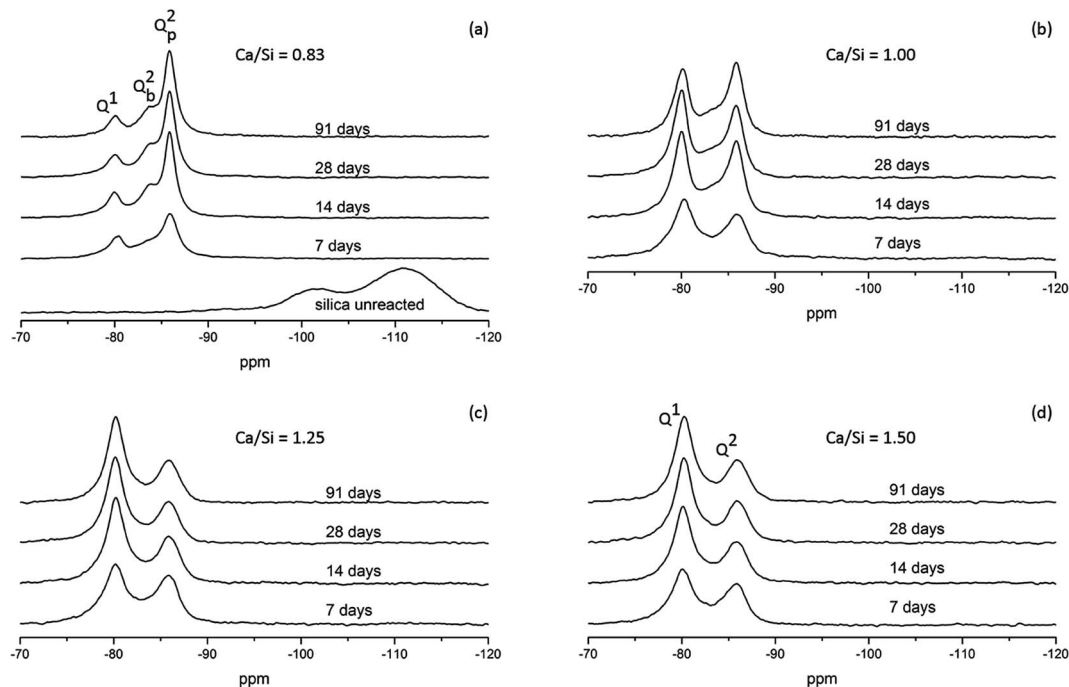 (a)
Ca/Si = 0.83
Q¹
Q²b
Q²p
91 days
28 days
14 days
7 days
silica unreacted
-70 -80 -90 -100 -110 -120
ppm
(b)
Ca/Si = 1.00
91 days
28 days
14 days
7 days
-70 -80 -90 -100 -110 -120
ppm
(c)
Ca/Si = 1.25
91 days
28 days
14 days
7 days
-70 -80 -90 -100 -110 -120
ppm
(d)
Ca/Si = 1.50
Q¹
Q²
91 days
28 days
14 days
7 days
-70 -80 -90 -100 -110 -120
ppm